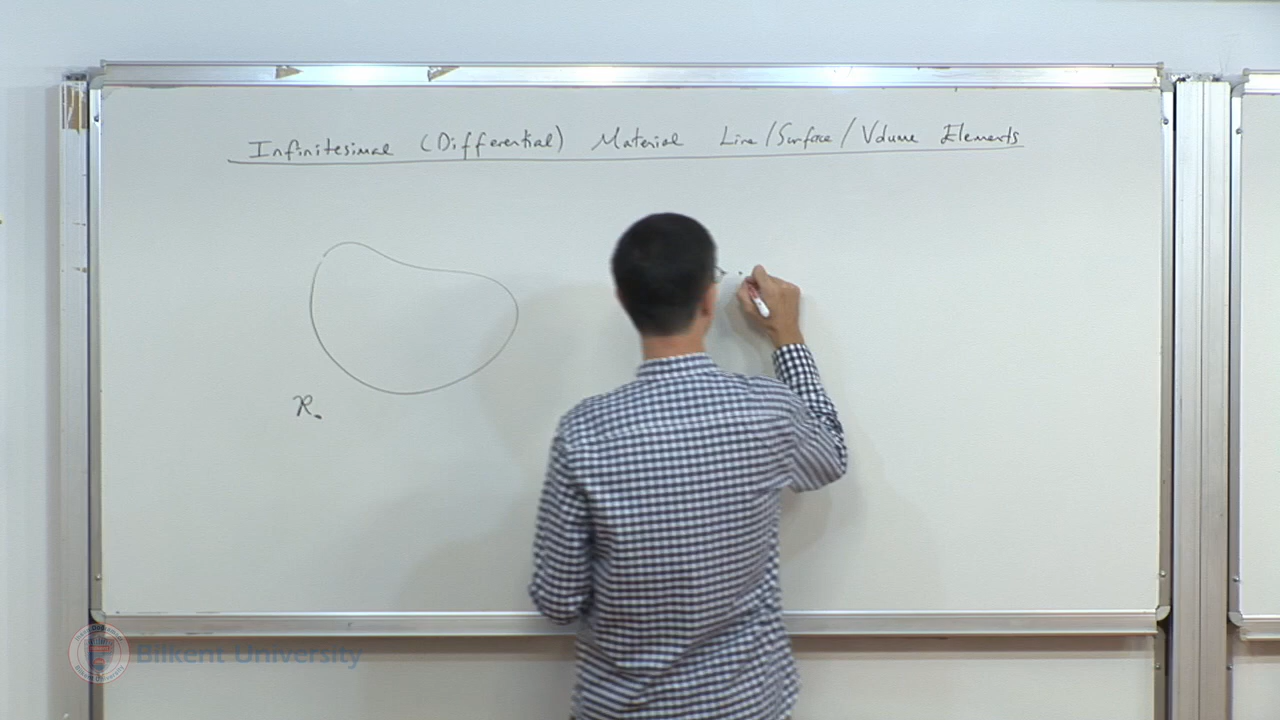 Infinitesimal (Differential) Material Line/Surface/Volume Elements
R.
Bilkent University